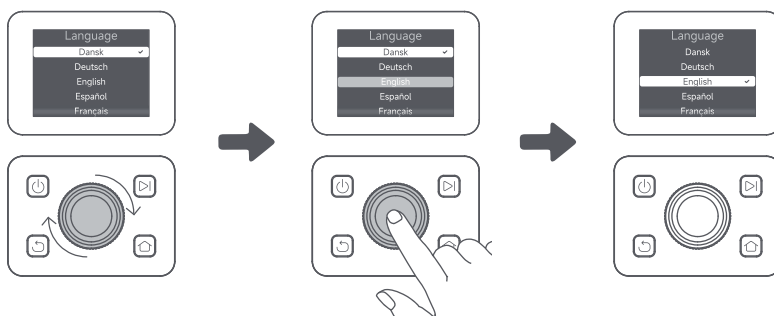 Language
Dansk
Deutsch
English
Español
Français
Language
Dansk
Deutsch
English
Español
Français
Language
Dansk
Deutsch
English
Español
Français